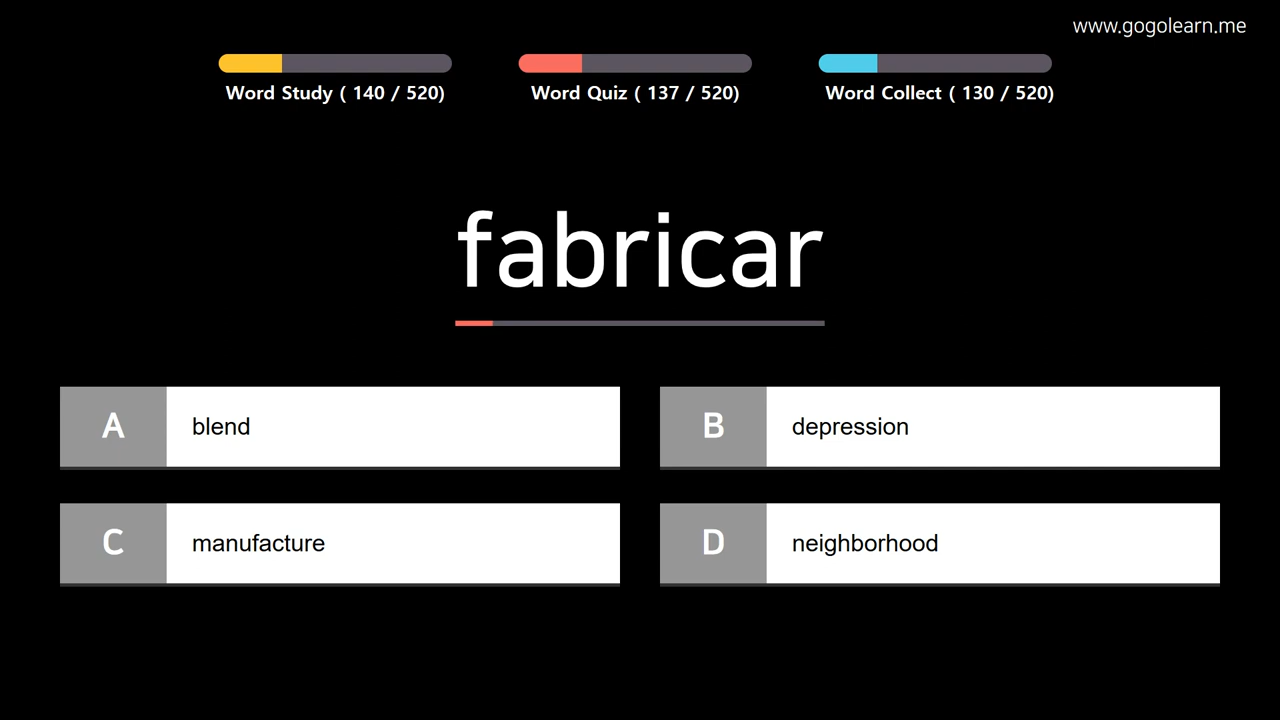 www.gogolearn.me
Word Study ( 140 / 520)
Word Quiz ( 137 / 520)
Word Collect ( 130 / 520)
fabricar
A blend
B depression
C manufacture
D neighborhood